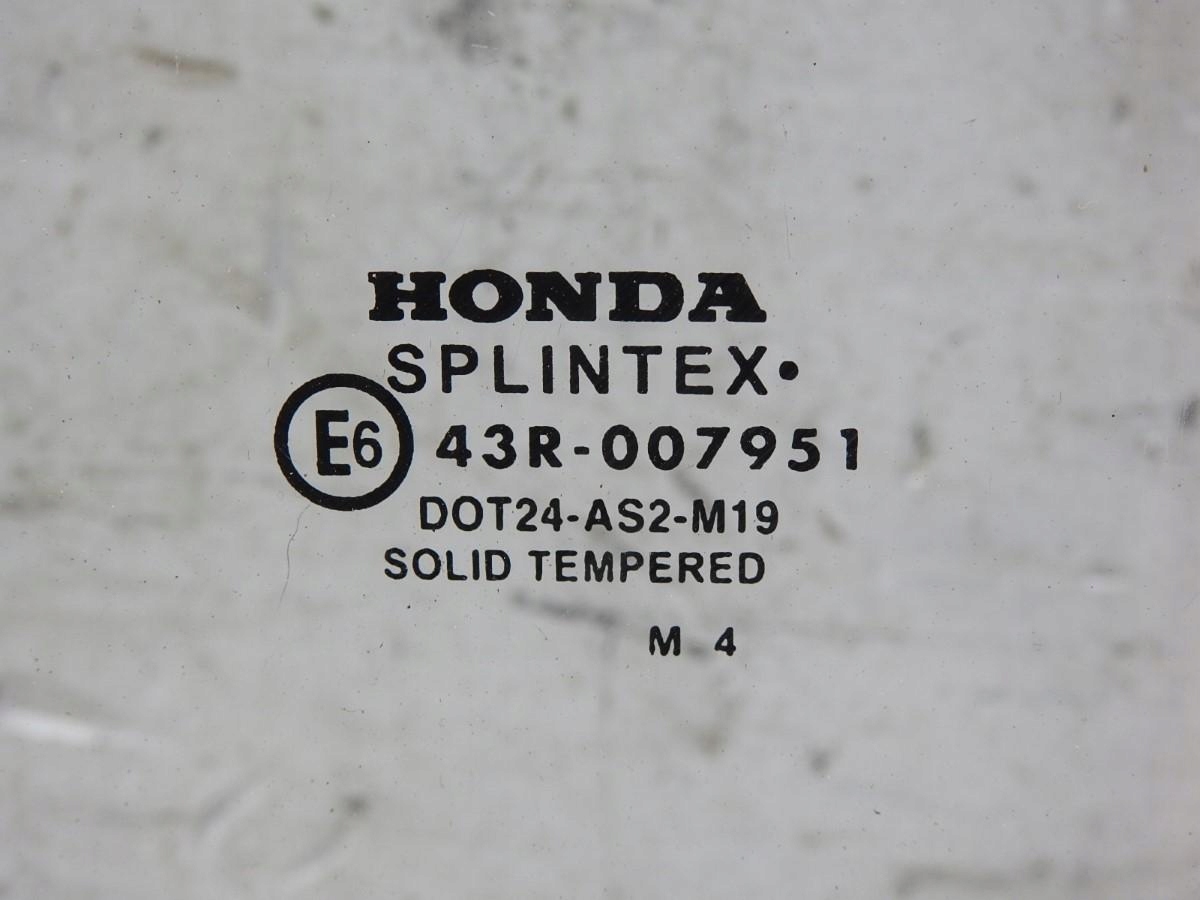 HONDA
SPLINTEX•
E6 43R-007951
DOT24-AS2-M19
SOLID TEMPERED
M 4